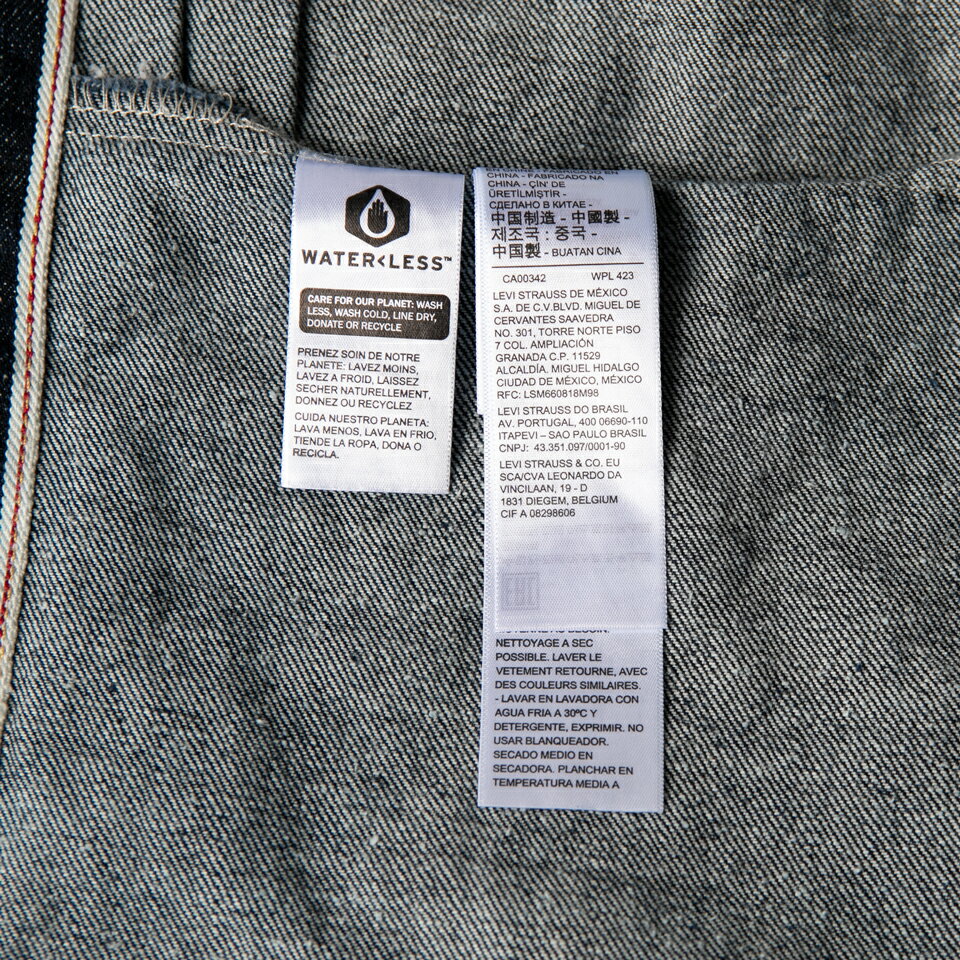 WATER<LESS™
CARE FOR OUR PLANET: WASH
LESS, WASH COLD, LINE DRY,
DONATE OR RECYCLE
PRENEZ SOIN DE NOTRE
PLANETE: LAVEZ MOINS,
LAVEZ A FROID, LAISSEZ
SECHER NATURELLEMENT,
DONNEZ OU RECYCLEZ
CUIDA NUESTRO PLANETA:
LAVA MENOS, LAVA EN FRIO,
TIENDE LA ROPA, DONA O
RECICLA.
EN CHINE - FABRICADO EN
CHINA - FABRICADO NA
CHINA - ÇİN' DE
ÜRETİLMİŞTİR -
СДЕЛАНО В КИТАЕ -
中国制造 - 中國製 -
제조국 : 중국 -
中国製 - BUATAN CINA
CA00342 WPL 423
LEVI STRAUSS DE MÉXICO
S.A. DE C.V.BLVD. MIGUEL DE
CERVANTES SAAVEDRA
NO. 301, TORRE NORTE PISO
7 COL. AMPLIACIÓN
GRANADA C.P. 11529
ALCALDÍA. MIGUEL HIDALGO
CIUDAD DE MÉXICO, MÉXICO
RFC: LSM660818M98
LEVI STRAUSS DO BRASIL
AV. PORTUGAL, 400 06690-110
ITAPEVI – SAO PAULO BRASIL
CNPJ: 43.351.097/0001-90
LEVI STRAUSS & CO. EU
SCA/CVA LEONARDO DA
VINCILAAN, 19 - D
1831 DIEGEM, BELGIUM
CIF A 08298606
NETTOYAGE A SEC
POSSIBLE. LAVER LE
VETEMENT RETOURNE, AVEC
DES COULEURS SIMILAIRES.
- LAVAR EN LAVADORA CON
AGUA FRIA A 30ºC Y
DETERGENTE, EXPRIMIR. NO
USAR BLANQUEADOR.
SECADO MEDIO EN
SECADORA. PLANCHAR EN
TEMPERATURA MEDIA A